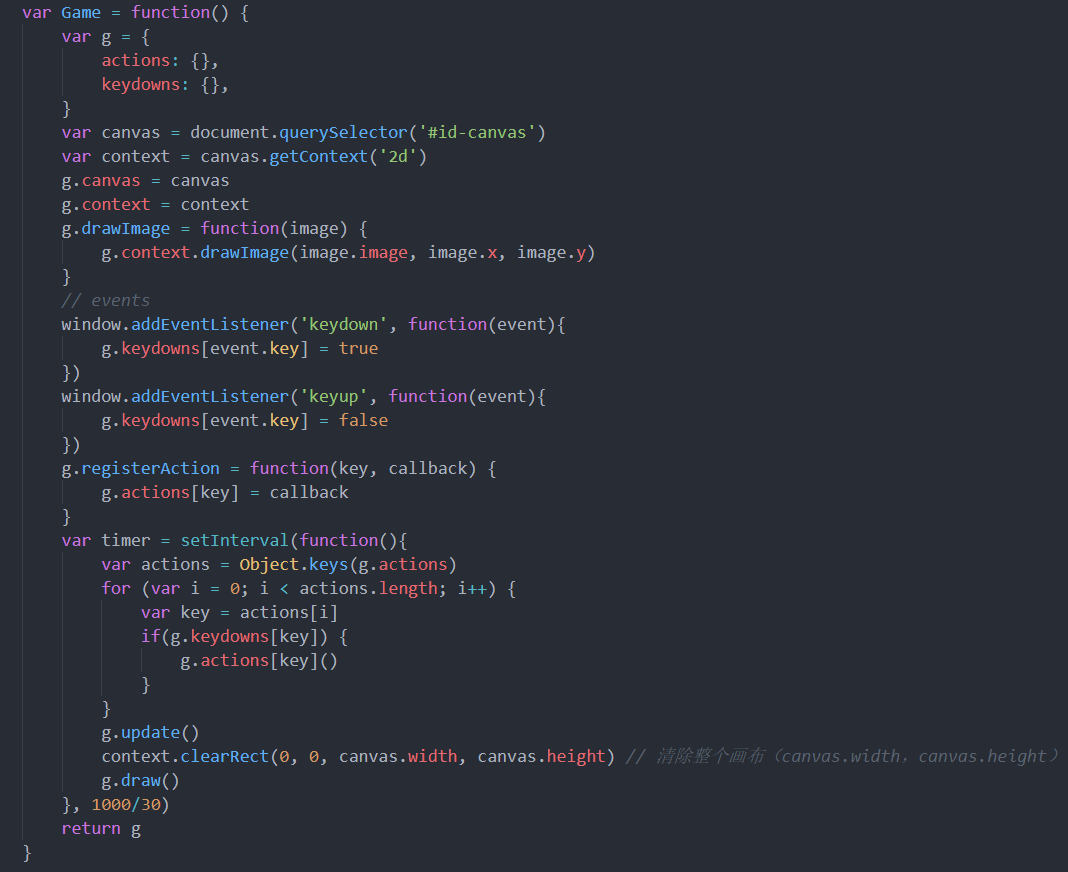 var Game = function() {
    var g = {
        actions: {},
        keydowns: {},
    }
    var canvas = document.querySelector('#id-canvas')
    var context = canvas.getContext('2d')
    g.canvas = canvas
    g.context = context
    g.drawImage = function(image) {
        g.context.drawImage(image.image, image.x, image.y)
    }
    // events
    window.addEventListener('keydown', function(event){
        g.keydowns[event.key] = true
    })
    window.addEventListener('keyup', function(event){
        g.keydowns[event.key] = false
    })
    g.registerAction = function(key, callback) {
        g.actions[key] = callback
    }
    var timer = setInterval(function(){
        var actions = Object.keys(g.actions)
        for (var i = 0; i < actions.length; i++) {
            var key = actions[i]
            if(g.keydowns[key]) {
                g.actions[key]()
            }
        }
        g.update()
        context.clearRect(0, 0, canvas.width, canvas.height) // 清除整个画布（canvas.width，canvas.height）
        g.draw()
    }, 1000/30)
    return g
}